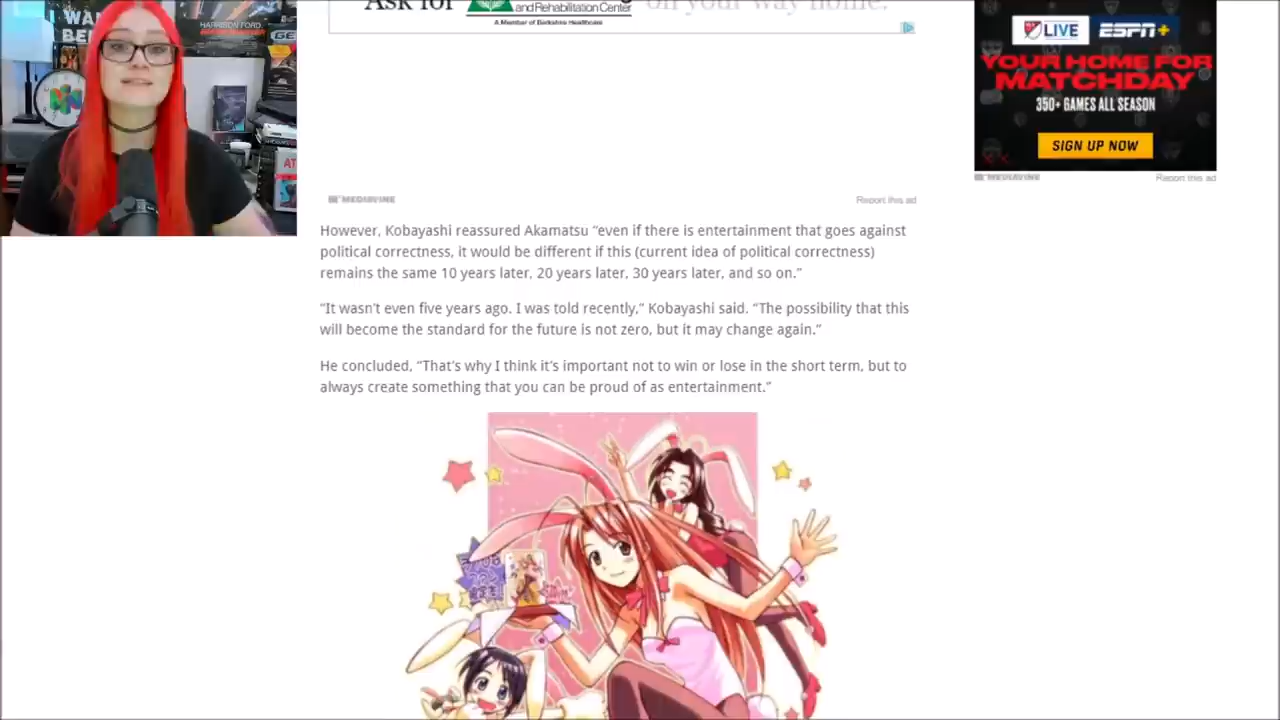 I WANT
BE
HARRISON FORD
GE
AT
Ask for
and Rehabilitation Center
on your way home.
A Member of Berkshire Healthcare
LIVE ESPN+
YOUR HOME FOR
MATCHDAY
350+ GAMES ALL SEASON
SIGN UP NOW
MEDIAVINE
Report this ad
MEDIAVINE
Report this ad
However, Kobayashi reassured Akamatsu “even if there is entertainment that goes against
political correctness, it would be different if this (current idea of political correctness)
remains the same 10 years later, 20 years later, 30 years later, and so on.”
“It wasn’t even five years ago. I was told recently,” Kobayashi said. “The possibility that this
will become the standard for the future is not zero, but it may change again.”
He concluded, “That’s why I think it’s important not to win or lose in the short term, but to
always create something that you can be proud of as entertainment.”